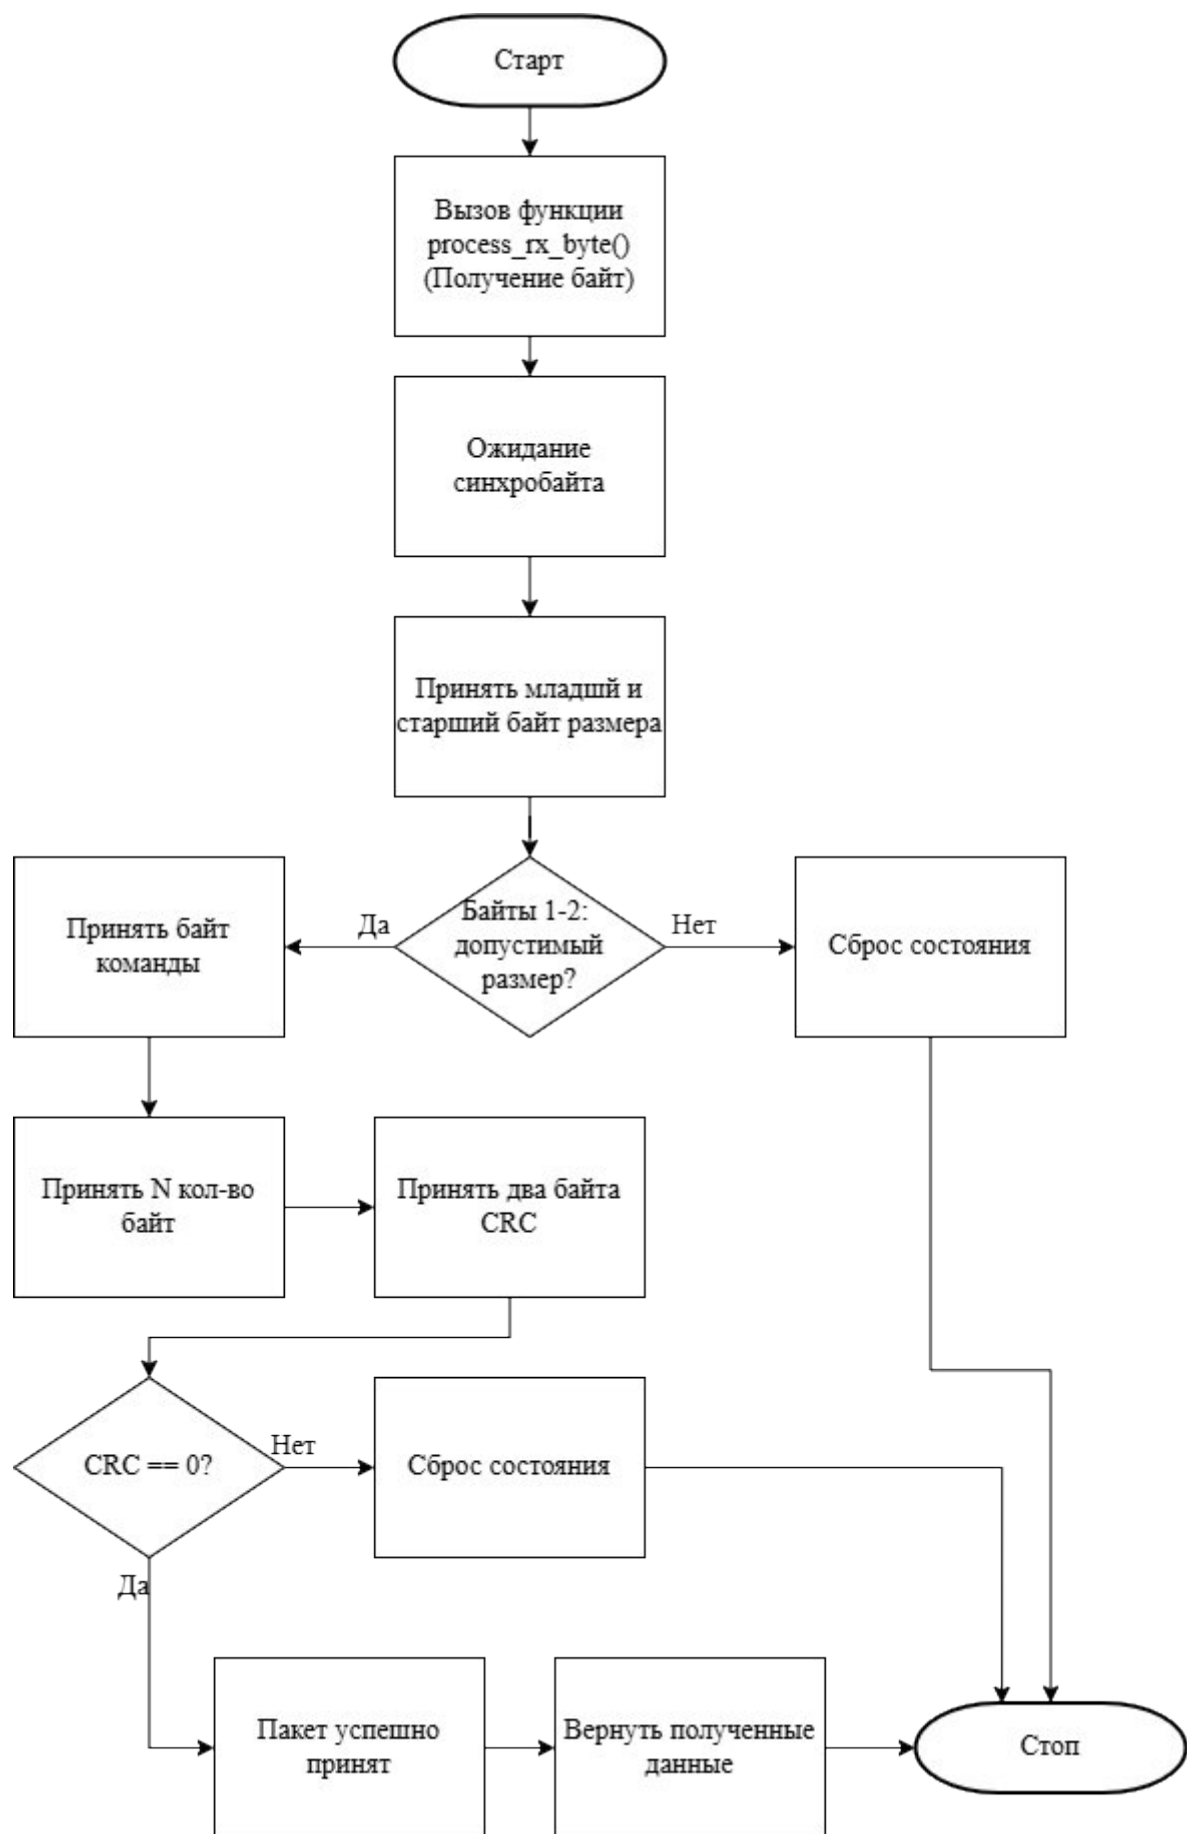 Старт
Вызов функции
process_rx_byte()
(Получение байт)
Ожидание
синхробайта
Принять младшй и
старший байт размера
Принять байт
команды
Да
Байты 1-2:
допустимый
размер?
Нет
Сброс состояния
Принять N кол-во
байт
Принять два байта
CRC
CRC == 0?
Нет
Сброс состояния
Да
Пакет успешно
принят
Вернуть полученные
данные
Стоп